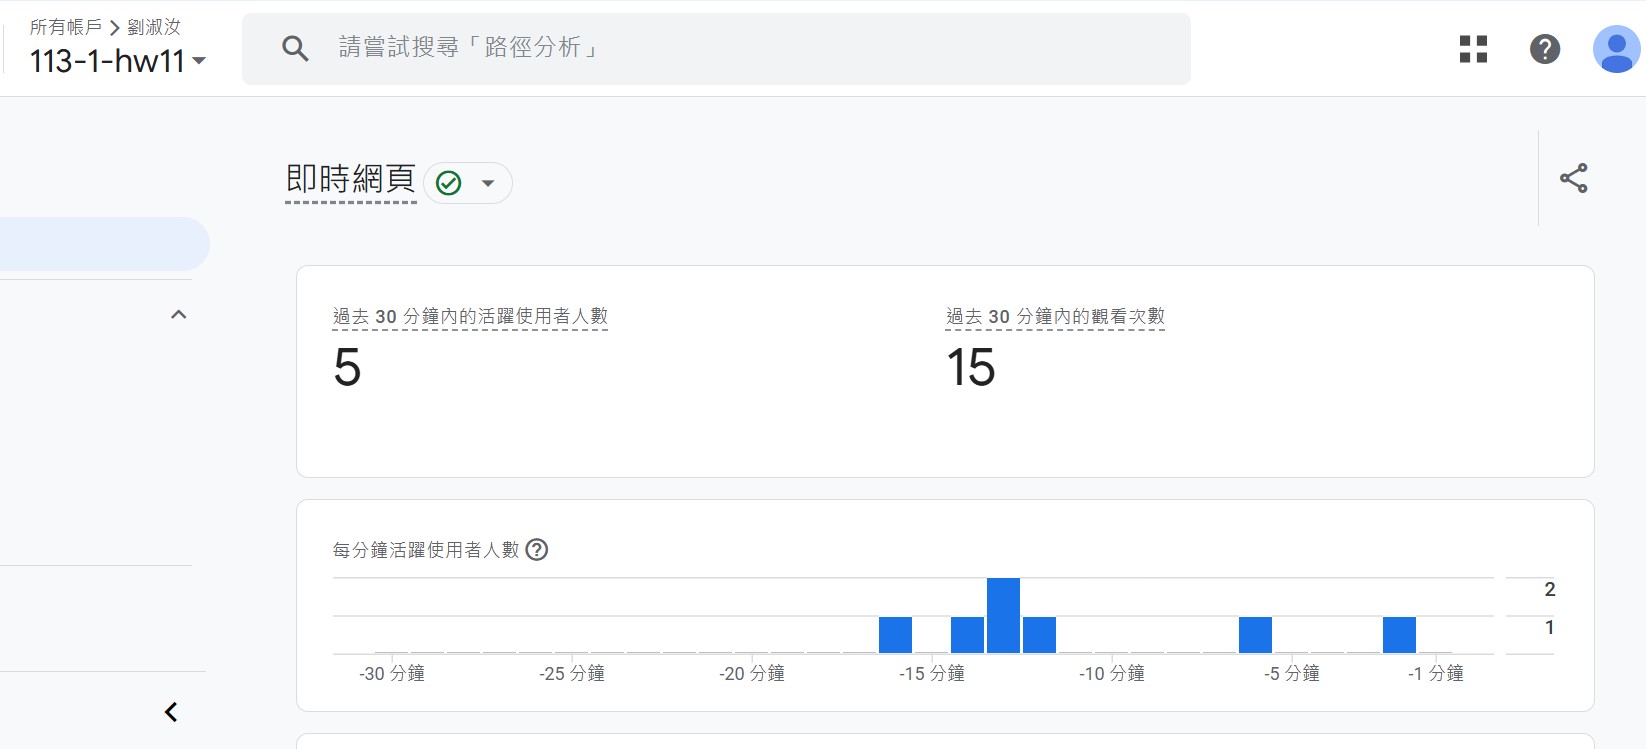 所有帳戶 > 劉淑汝
113-1-hw11
請嘗試搜尋「路徑分析」
即時網頁
過去 30 分鐘內的活躍使用者人數
5
過去 30 分鐘內的觀看次數
15
每分鐘活躍使用者人數
2
1
-30 分鐘 -25 分鐘 -20 分鐘 -15 分鐘 -10 分鐘 -5 分鐘 -1 分鐘